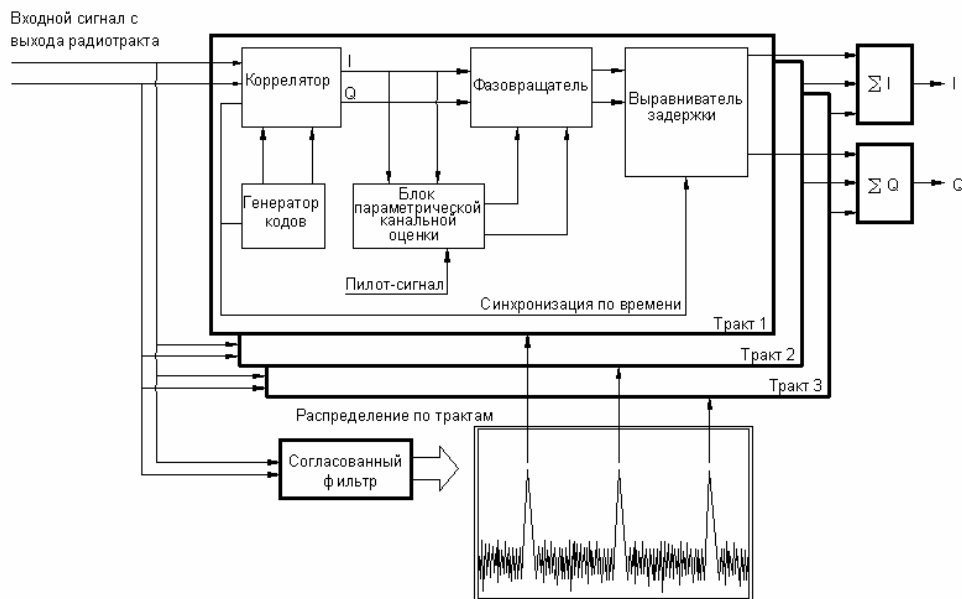 Входной сигнал с
выхода радиотракта
Коррелятор
I
Q
Фазовращатель
Выравниватель
задержки
Σ I
I
Σ Q
Q
Генератор
кодов
Блок
параметрической
канальной
оценки
Пилот-сигнал
Синхронизация по времени
Тракт 1
Тракт 2
Тракт 3
Распределение по трактам
Согласованный
фильтр